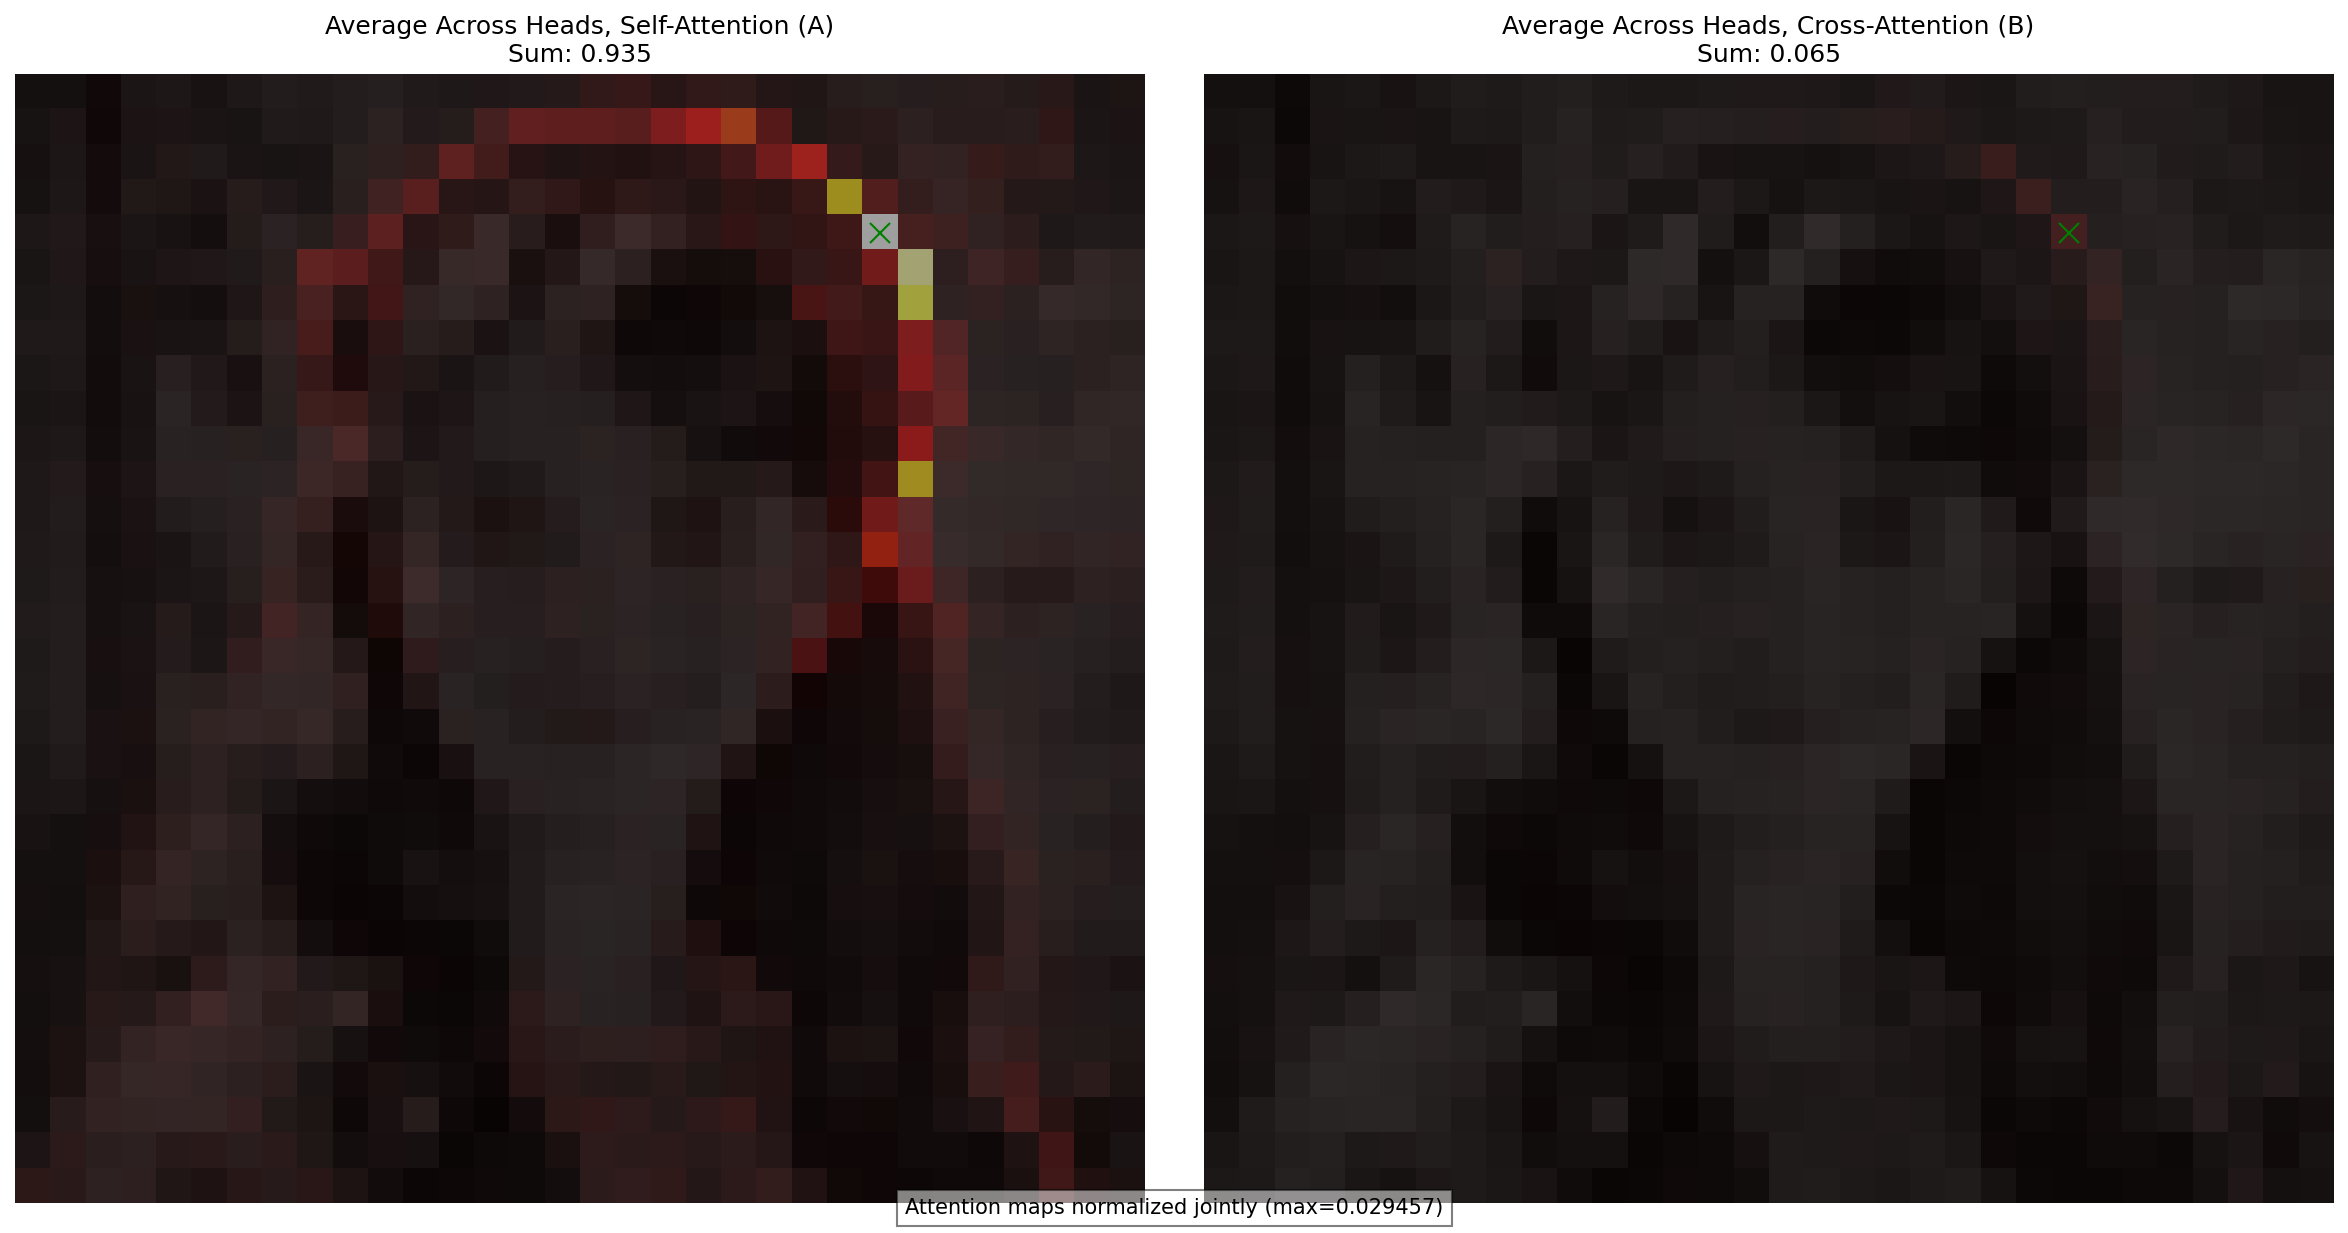 Average Across Heads, Self-Attention (A)
Sum: 0.935
Average Across Heads, Cross-Attention (B)
Sum: 0.065
Attention maps normalized jointly (max=0.029457)